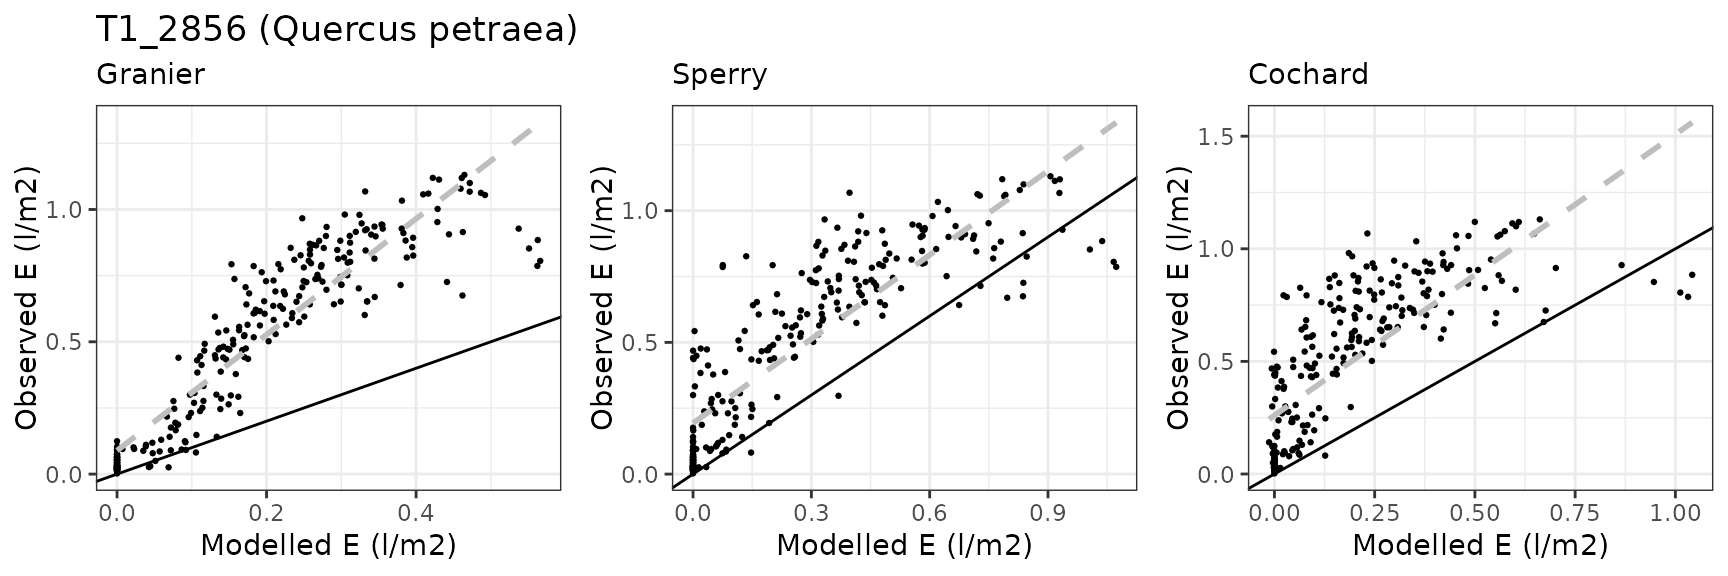 T1_2856 (Quercus petraea)
Granier
Sperry
Cochard
Observed E (l/m2)
1.0
0.5
0.0
0.0
0.2
0.4
Modelled E (l/m2)
Observed E (l/m2)
1.0
0.5
0.0
0.0
0.3
0.6
0.9
Modelled E (l/m2)
Observed E (l/m2)
1.5
1.0
0.5
0.0
0.00
0.25
0.50
0.75
1.00
Modelled E (l/m2)